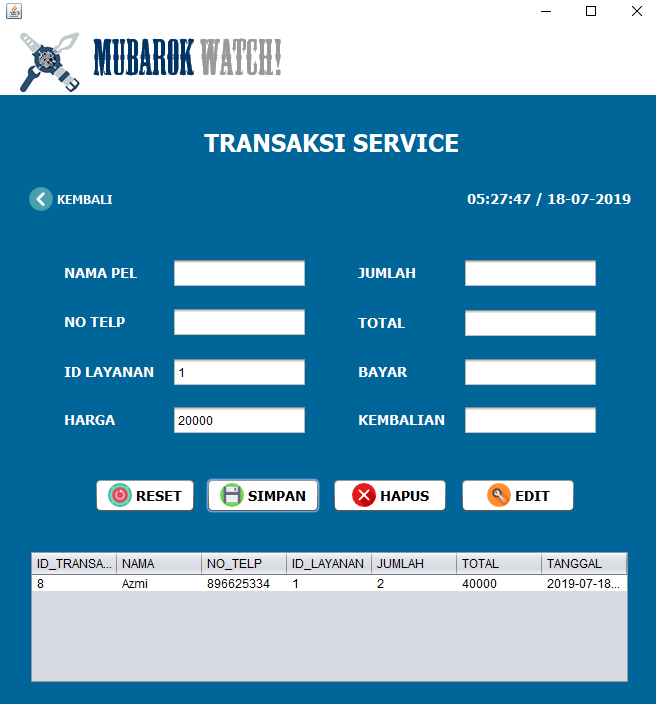 MUBAROK WATCH!
TRANSAKSI SERVICE
KEMBALI
05:27:47 / 18-07-2019
NAMA PEL
JUMLAH
NO TELP
TOTAL
ID LAYANAN 1
BAYAR
HARGA 20000
KEMBALIAN
RESET SIMPAN HAPUS EDIT
ID_TRANSA... NAMA NO_TELP ID_LAYANAN JUMLAH TOTAL TANGGAL
8 Azmi 896625334 1 2 40000 2019-07-18...